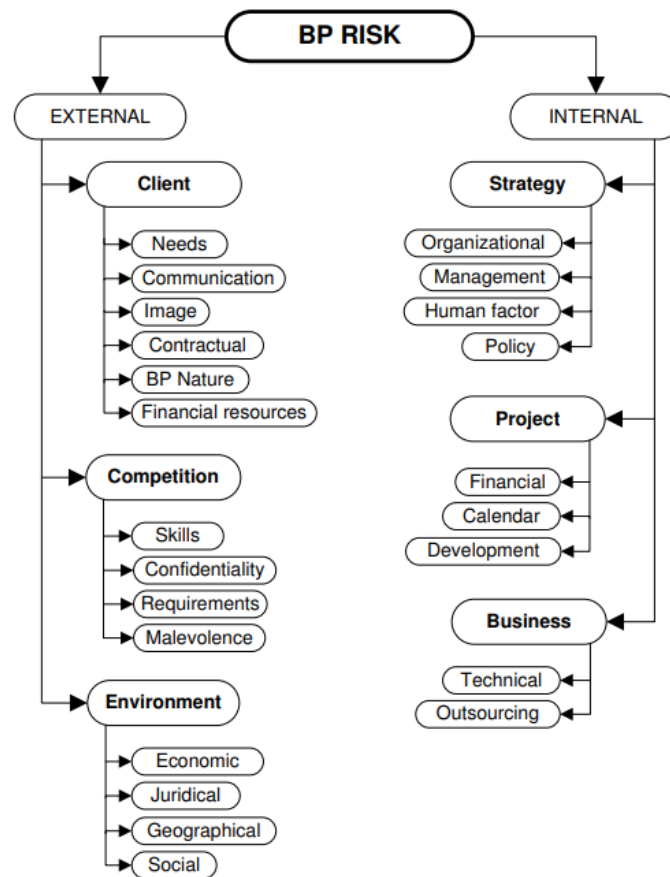 BP RISK
EXTERNAL
Client
Needs
Communication
Image
Contractual
BP Nature
Financial resources
Competition
Skills
Confidentiality
Requirements
Malevolence
Environment
Economic
Juridical
Geographical
Social
INTERNAL
Strategy
Organizational
Management
Human factor
Policy
Project
Financial
Calendar
Development
Business
Technical
Outsourcing